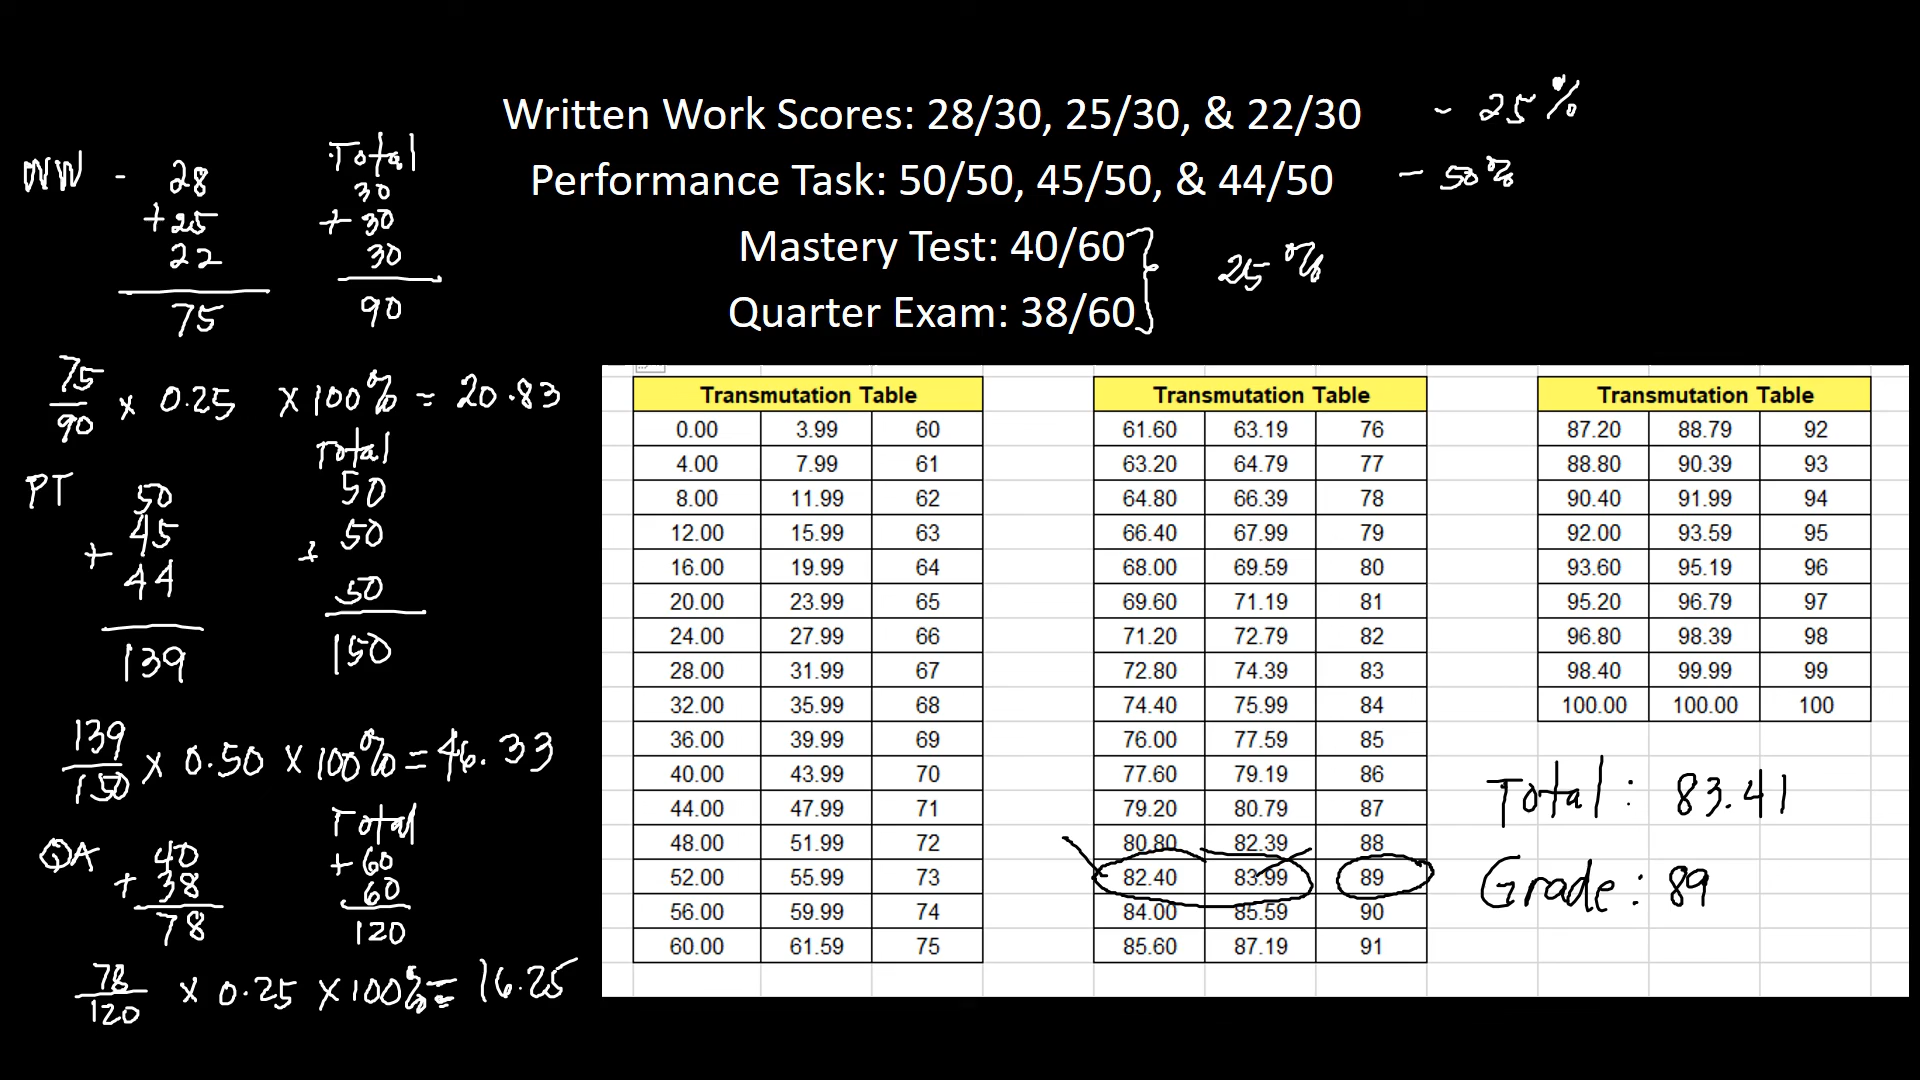 Written Work Scores: 28/30, 25/30, & 22/30 - 25%
Performance Task: 50/50, 45/50, & 44/50 - 50%
Mastery Test: 40/60
Quarter Exam: 38/60
25%
WW - 28 Total
30
+ 25 + 30
22 30
75 90
75/90 x 0.25 x 100% = 20.83
Total
PT 50 50
45 50
+ +
44 50
139 150
139/150 x 0.50 x 100% = 46.33
Total
QA 40 + 60
+ 38 60
78 120
78/120 x 0.25 x 100% = 16.25
Transmutation Table
0.00 3.99 60
4.00 7.99 61
8.00 11.99 62
12.00 15.99 63
16.00 19.99 64
20.00 23.99 65
24.00 27.99 66
28.00 31.99 67
32.00 35.99 68
36.00 39.99 69
40.00 43.99 70
44.00 47.99 71
48.00 51.99 72
52.00 55.99 73
56.00 59.99 74
60.00 61.59 75
Transmutation Table
61.60 63.19 76
63.20 64.79 77
64.80 66.39 78
66.40 67.99 79
68.00 69.59 80
69.60 71.19 81
71.20 72.79 82
72.80 74.39 83
74.40 75.99 84
76.00 77.59 85
77.60 79.19 86
79.20 80.79 87
80.80 82.39 88
82.40 83.99 89
84.00 85.59 90
85.60 87.19 91
Transmutation Table
87.20 88.79 92
88.80 90.39 93
90.40 91.99 94
92.00 93.59 95
93.60 95.19 96
95.20 96.79 97
96.80 98.39 98
98.40 99.99 99
100.00 100.00 100
Total: 83.41
Grade: 89